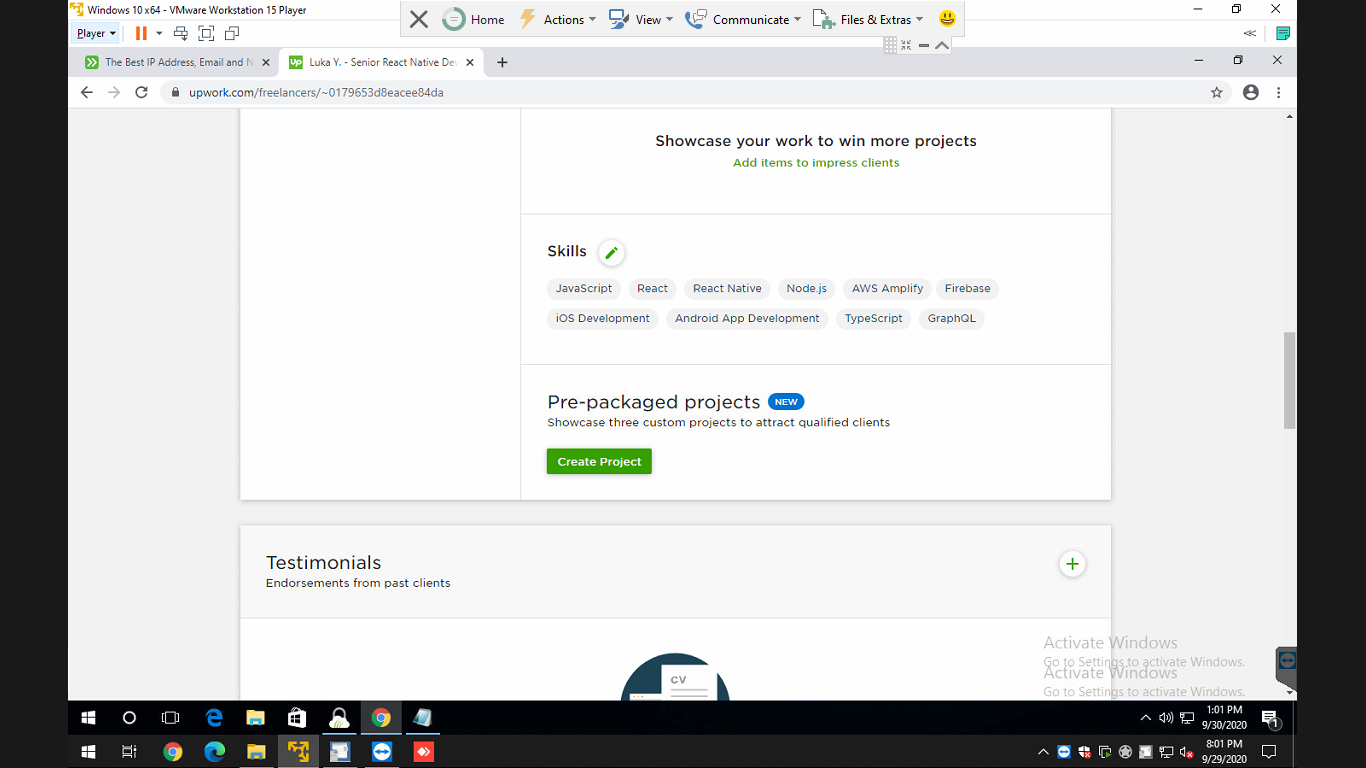 Windows 10 x64 - VMware Workstation 15 Player
Home Actions View Communicate Files & Extras
Player
The Best IP Address, Email and N
Luka Y. - Senior React Native Dev
upwork.com/freelancers/~0179653d8eacee84da
Showcase your work to win more projects
Add items to impress clients
Skills
JavaScript React React Native Node.js AWS Amplify Firebase
iOS Development Android App Development TypeScript GraphQL
Pre-packaged projects NEW
Showcase three custom projects to attract qualified clients
Create Project
Testimonials
Endorsements from past clients
CV
Activate Windows
Go to Settings to activate Windows.
Activate Windows
Go to Settings to activate Windows.
1:01 PM
9/30/2020
1
8:01 PM
9/29/2020